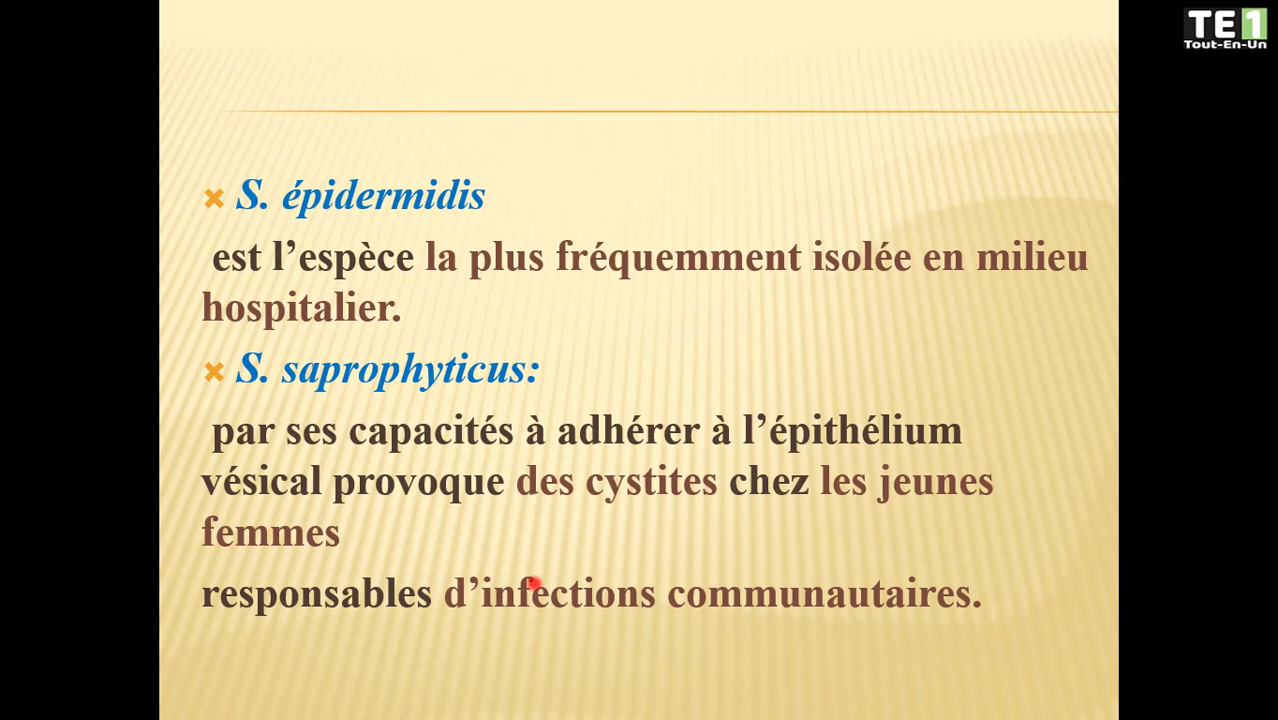 TE1
Tout-En-Un
S. épidermidis
est l’espèce la plus fréquemment isolée en milieu
hospitalier.
S. saprophyticus:
par ses capacités à adhérer à l’épithélium
vésical provoque des cystites chez les jeunes
femmes
responsables d’infections communautaires.